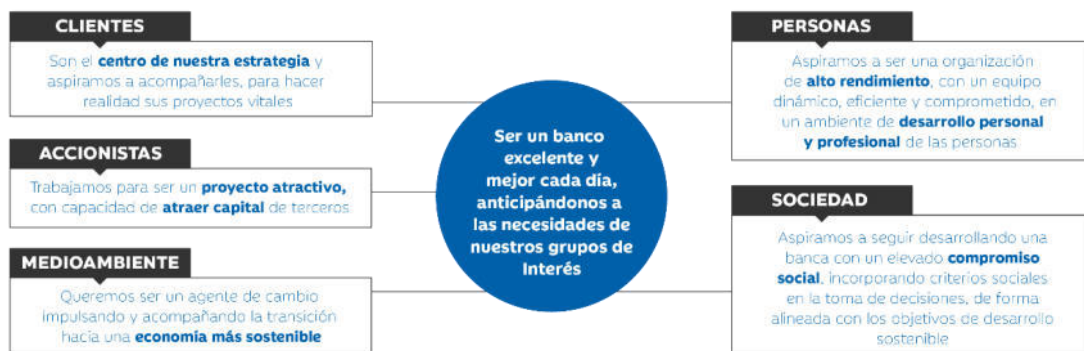 CLIENTES
Son el centro de nuestra estrategia y
aspiramos a acompañarles, para hacer
realidad sus proyectos vitales
ACCIONISTAS
Trabajamos para ser un proyecto atractivo,
con capacidad de atraer capital de terceros
MEDIOAMBIENTE
Queremos ser un agente de cambio
impulsando y acompañando la transición
hacia una economía más sostenible
Ser un banco
excelente y
mejor cada día,
anticipándonos a
las necesidades de
nuestros grupos de
Interés
PERSONAS
Aspiramos a ser una organización
de alto rendimiento, con un equipo
dinámico, eficiente y comprometido, en
un ambiente de desarrollo personal
y profesional de las personas
SOCIEDAD
Aspiramos a seguir desarrollando una
banca con un elevado compromiso
social, incorporando criterios sociales
en la toma de decisiones, de forma
alineada con los objetivos de desarrollo
sostenible